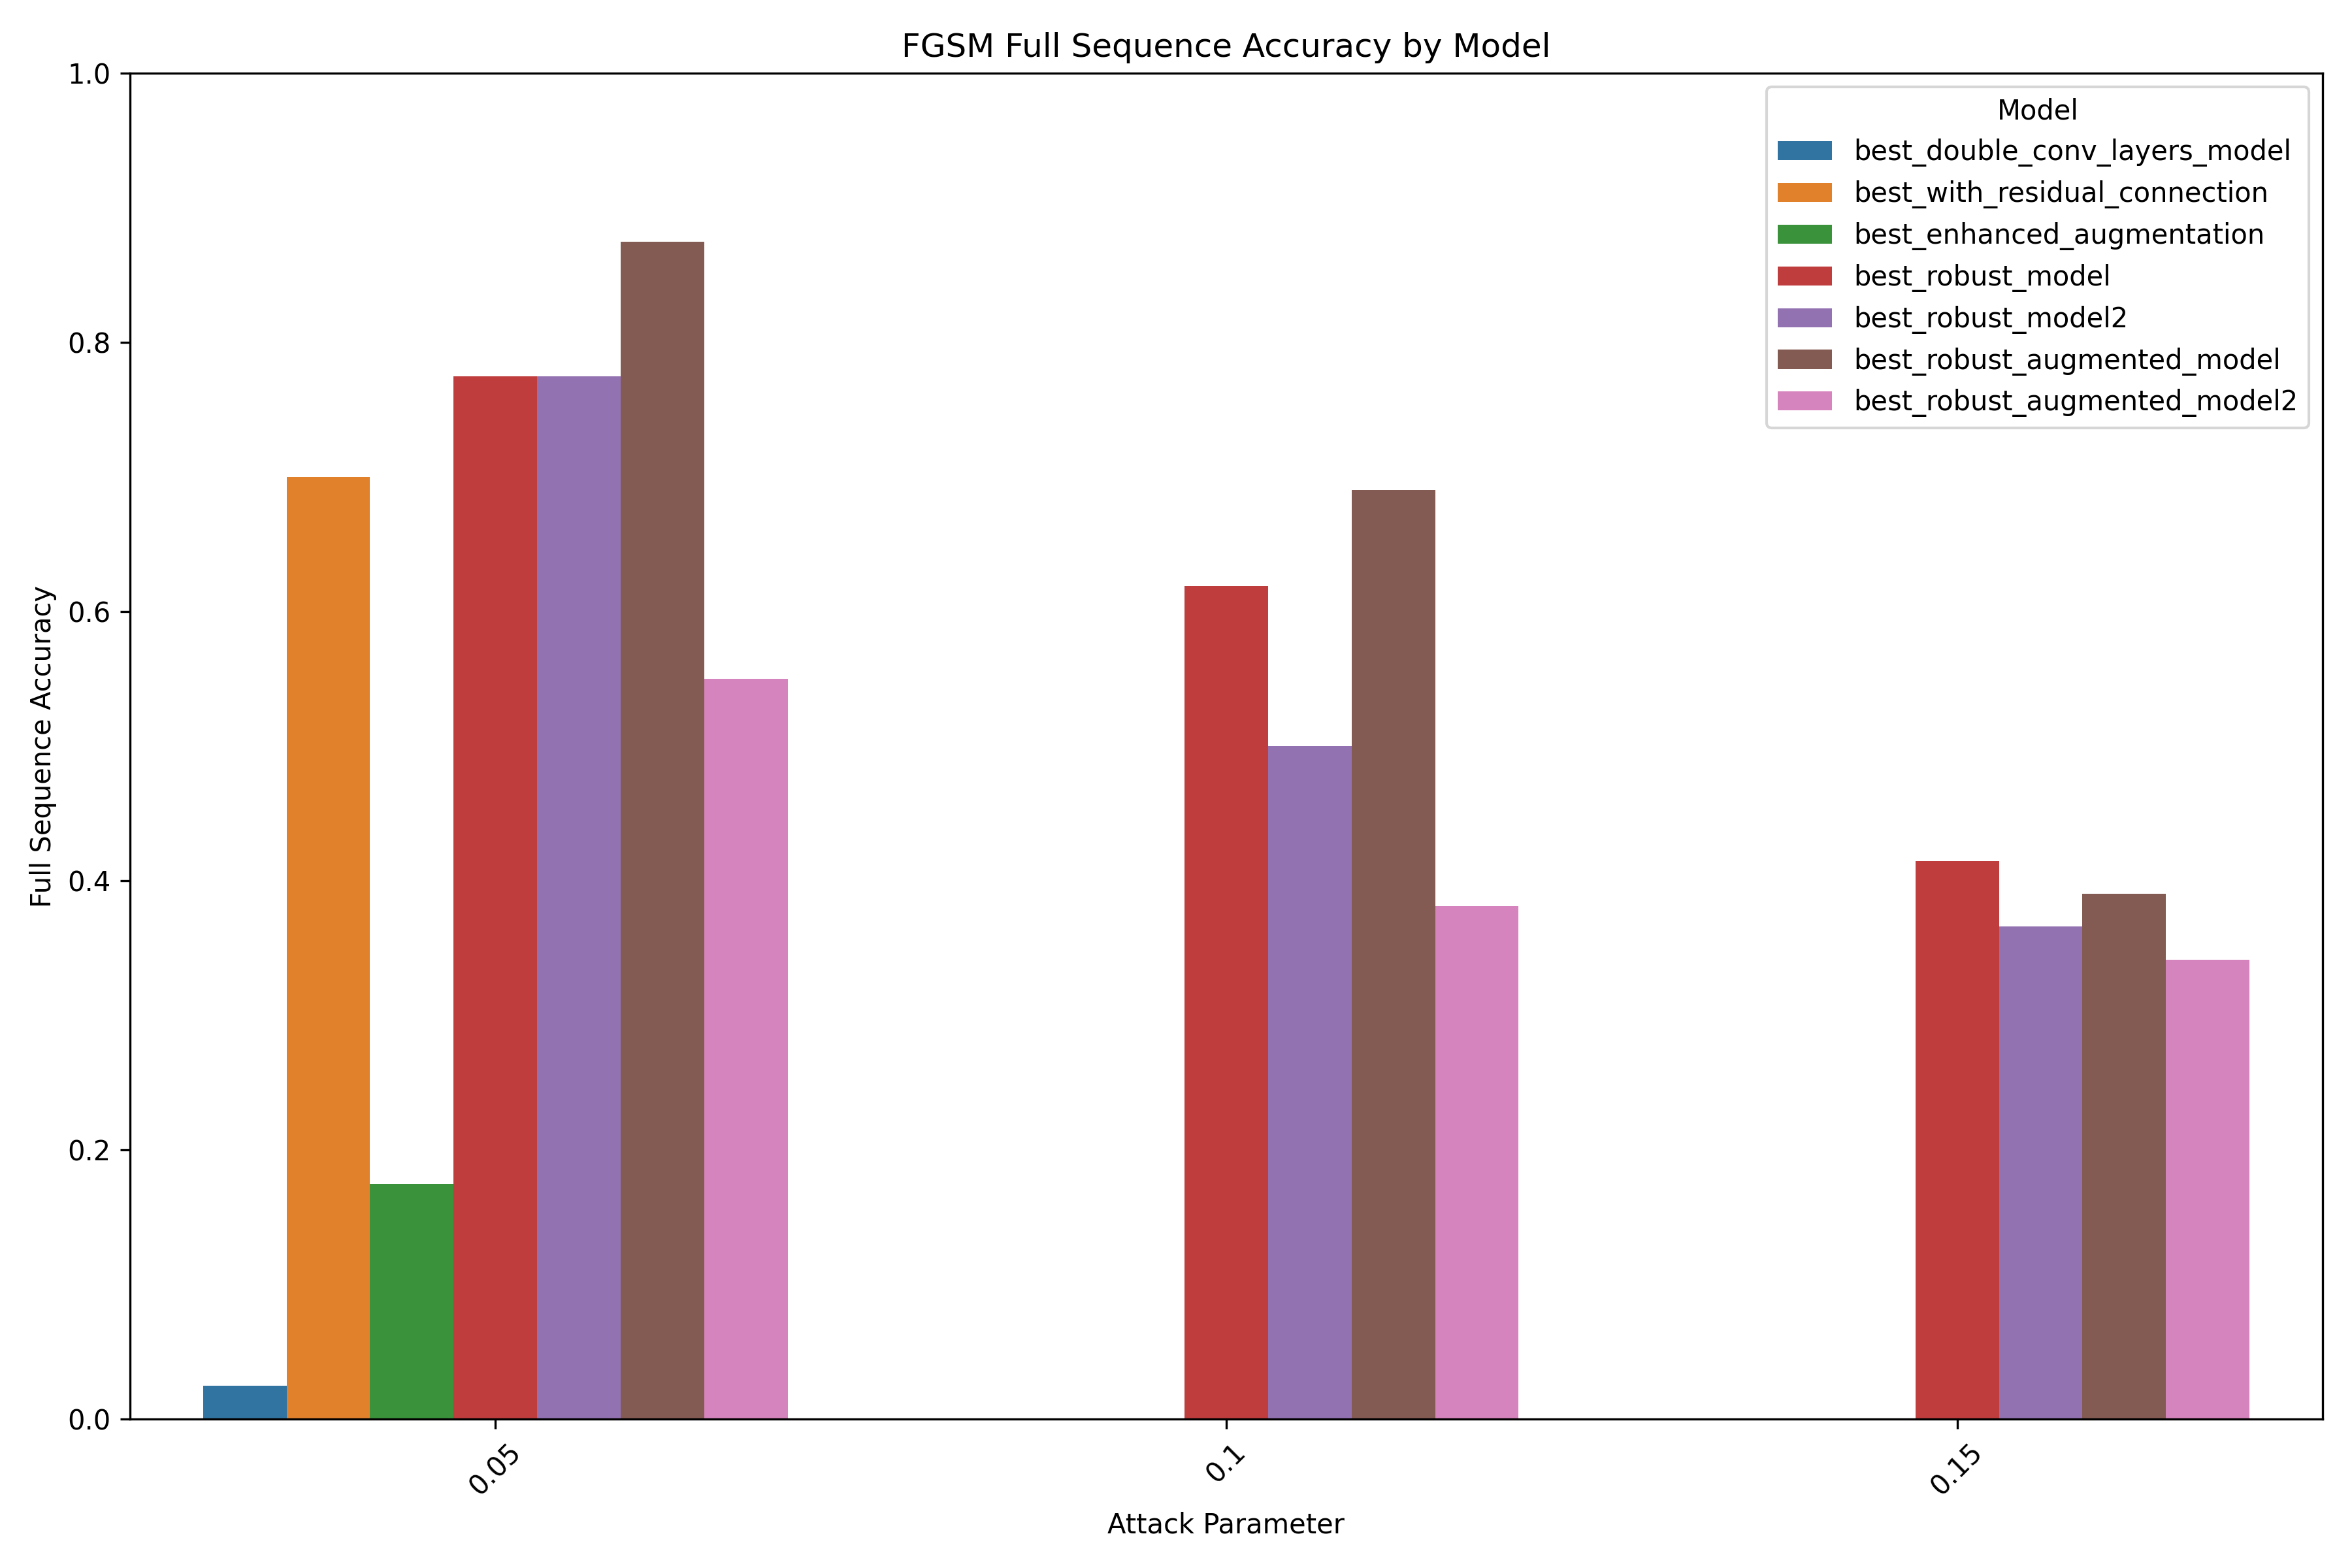 FGSM Full Sequence Accuracy by Model
Full Sequence Accuracy
1.0
0.8
0.6
0.4
0.2
0.0
Model
best_double_conv_layers_model
best_with_residual_connection
best_enhanced_augmentation
best_robust_model
best_robust_model2
best_robust_augmented_model
best_robust_augmented_model2
0.05
0.1
0.15
Attack Parameter